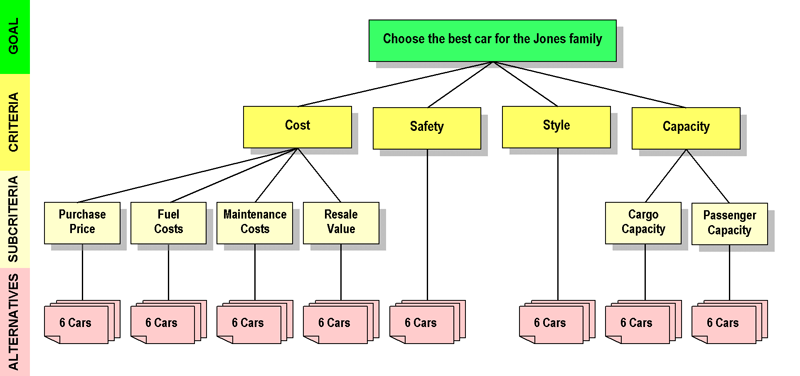 GOAL
Choose the best car for the Jones family
CRITERIA
Cost
Safety
Style
Capacity
SUBCRITERIA
Purchase
Price
Fuel
Costs
Maintenance
Costs
Resale
Value
Cargo
Capacity
Passenger
Capacity
ALTERNATIVES
6 Cars
6 Cars
6 Cars
6 Cars
6 Cars
6 Cars
6 Cars
6 Cars